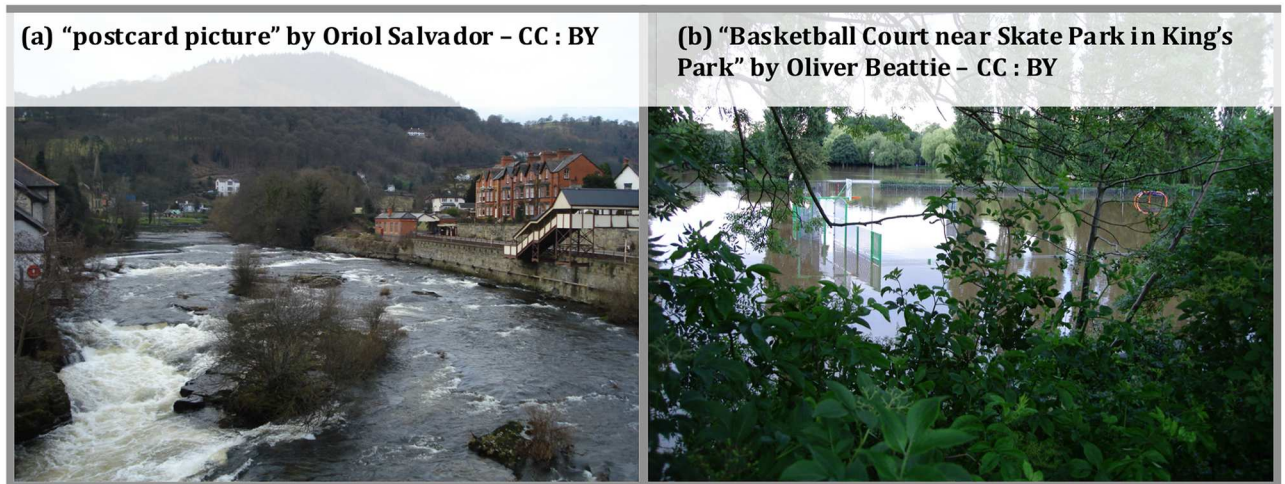 (a) “postcard picture” by Oriol Salvador – CC : BY
(b) “Basketball Court near Skate Park in King’s
Park” by Oliver Beattie – CC : BY